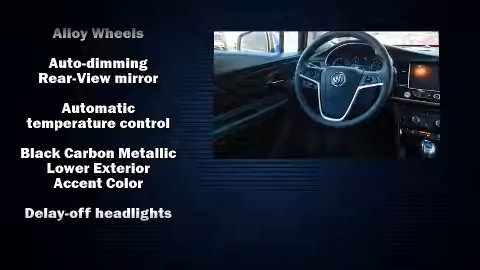 Alloy Wheels
Auto-dimming
Rear-View mirror
Automatic
temperature control
Black Carbon Metallic
Lower Exterior
Accent Color
Delay-off headlights